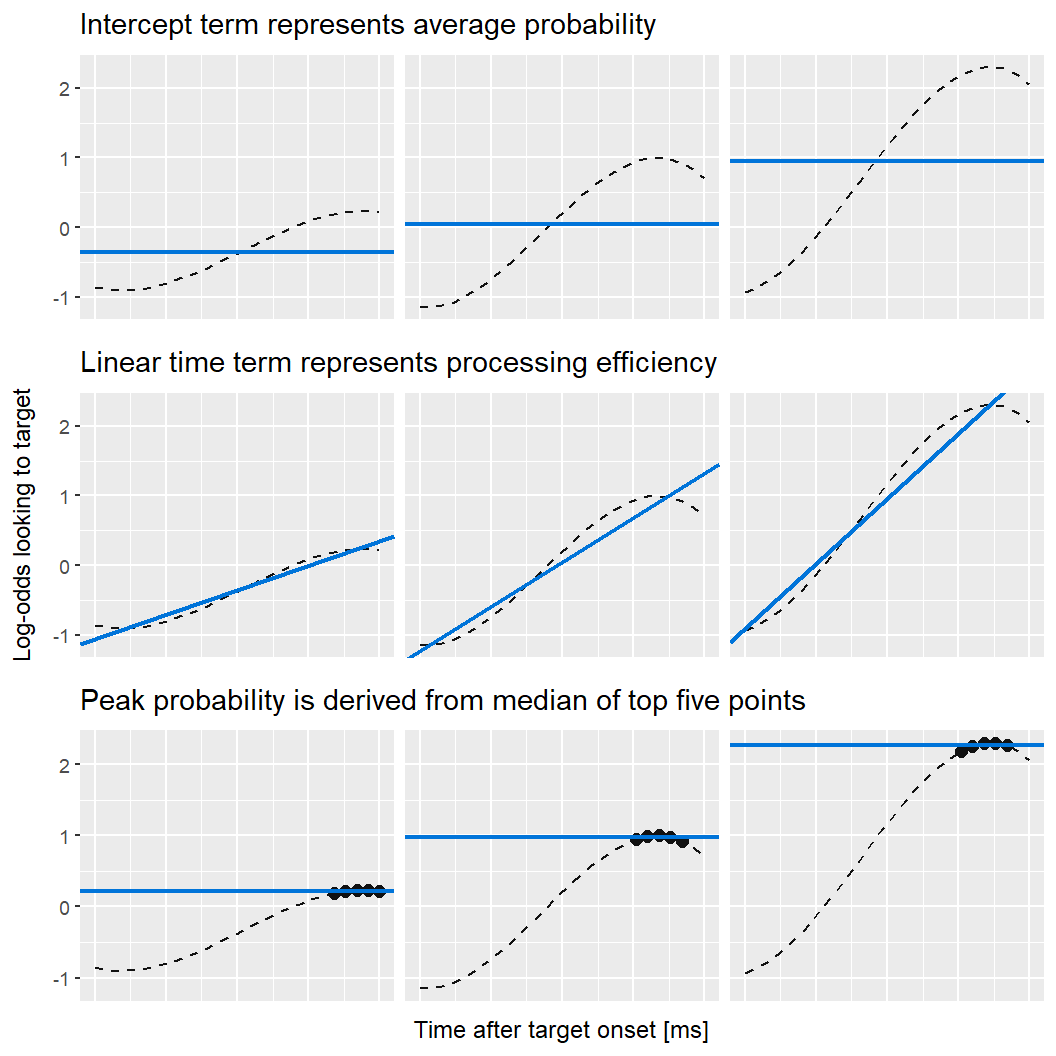 Intercept term represents average probability
2
1
0
-1
Linear time term represents processing efficiency
Log-odds looking to target
2
1
0
-1
Peak probability is derived from median of top five points
2
1
0
-1
Time after target onset [ms]